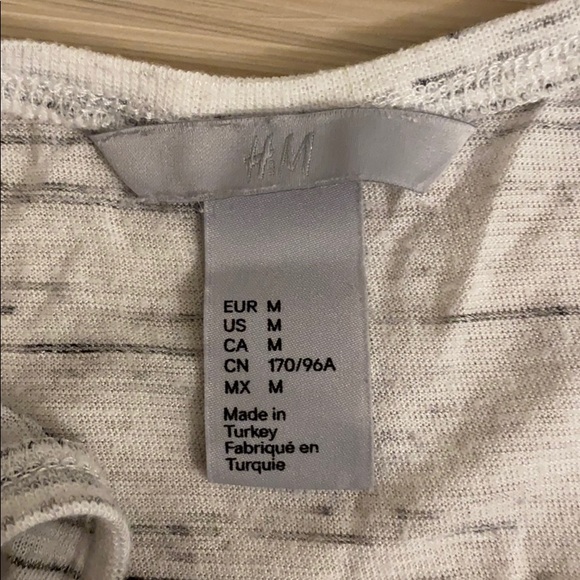 H&M
EUR M
US M
CA M
CN 170/96A
MX M
Made in
Turkey
Fabriqué en
Turquie